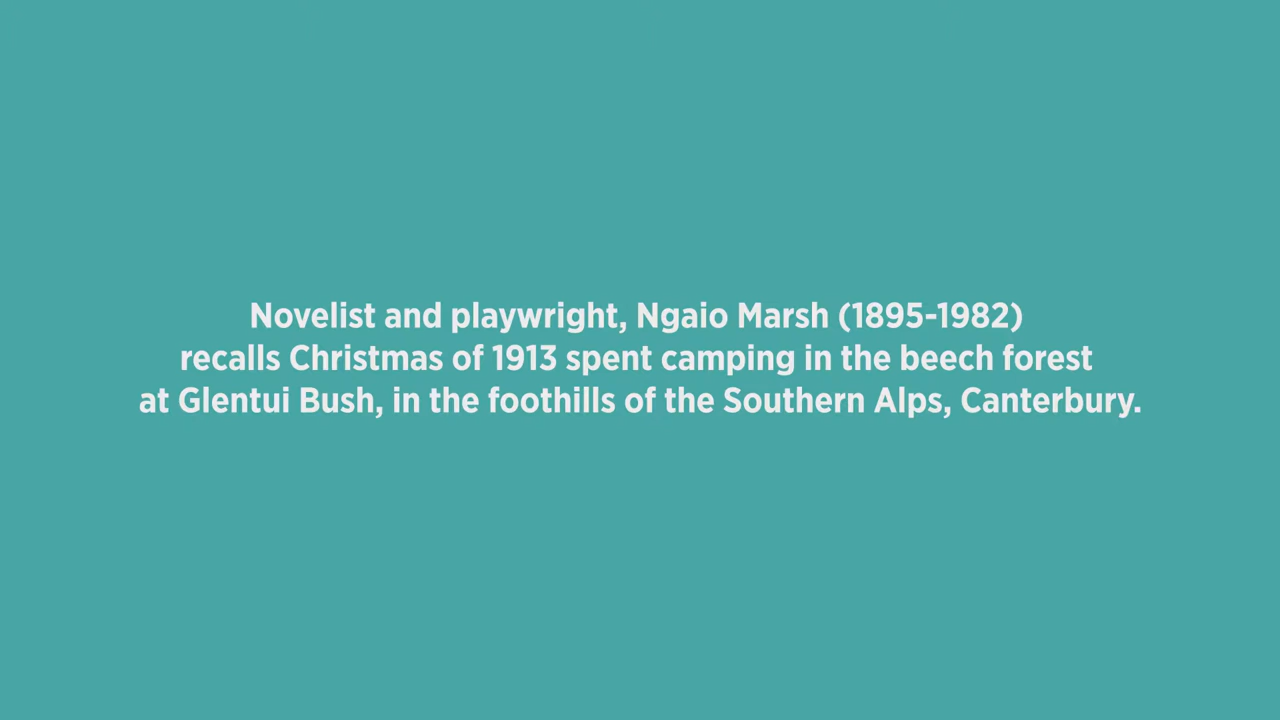 Novelist and playwright, Ngaio Marsh (1895-1982)
recalls Christmas of 1913 spent camping in the beech forest
at Glentui Bush, in the foothills of the Southern Alps, Canterbury.